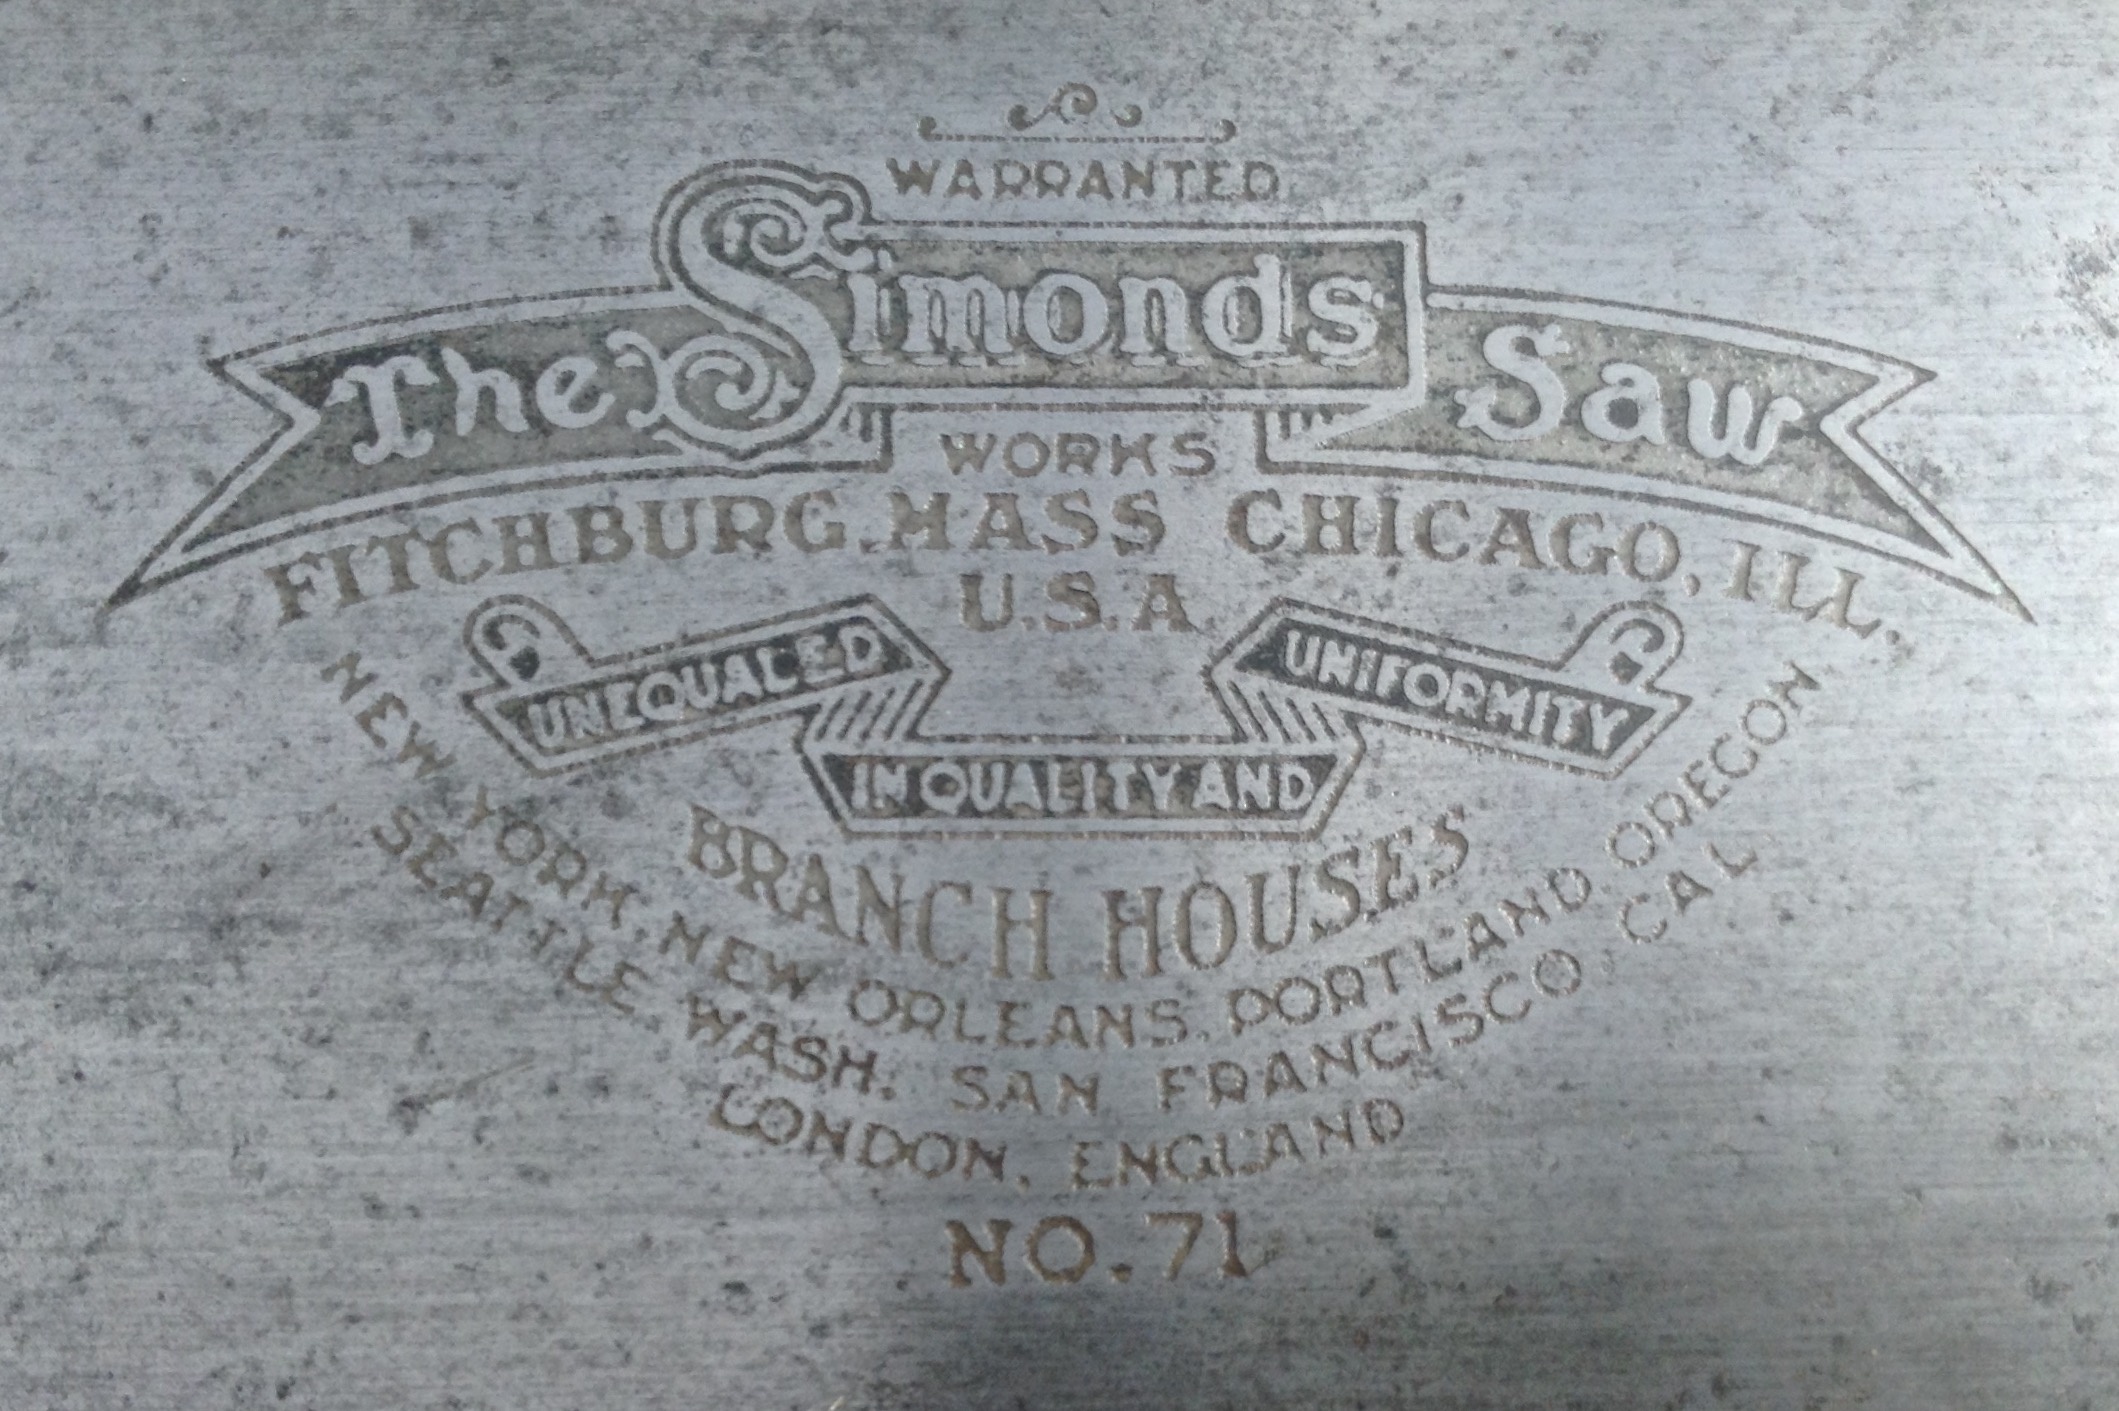 WARRANTED
The Simonds Saw
WORKS
FITCHBURG, MASS CHICAGO, ILL.
U.S.A.
UNEQUALED
IN QUALITY AND
UNIFORMITY
BRANCH HOUSES
NEW YORK, NEW ORLEANS, PORTLAND OREGON,
SEATTLE, WASH. SAN FRANCISCO, CAL.
LONDON, ENGLAND
NO. 71